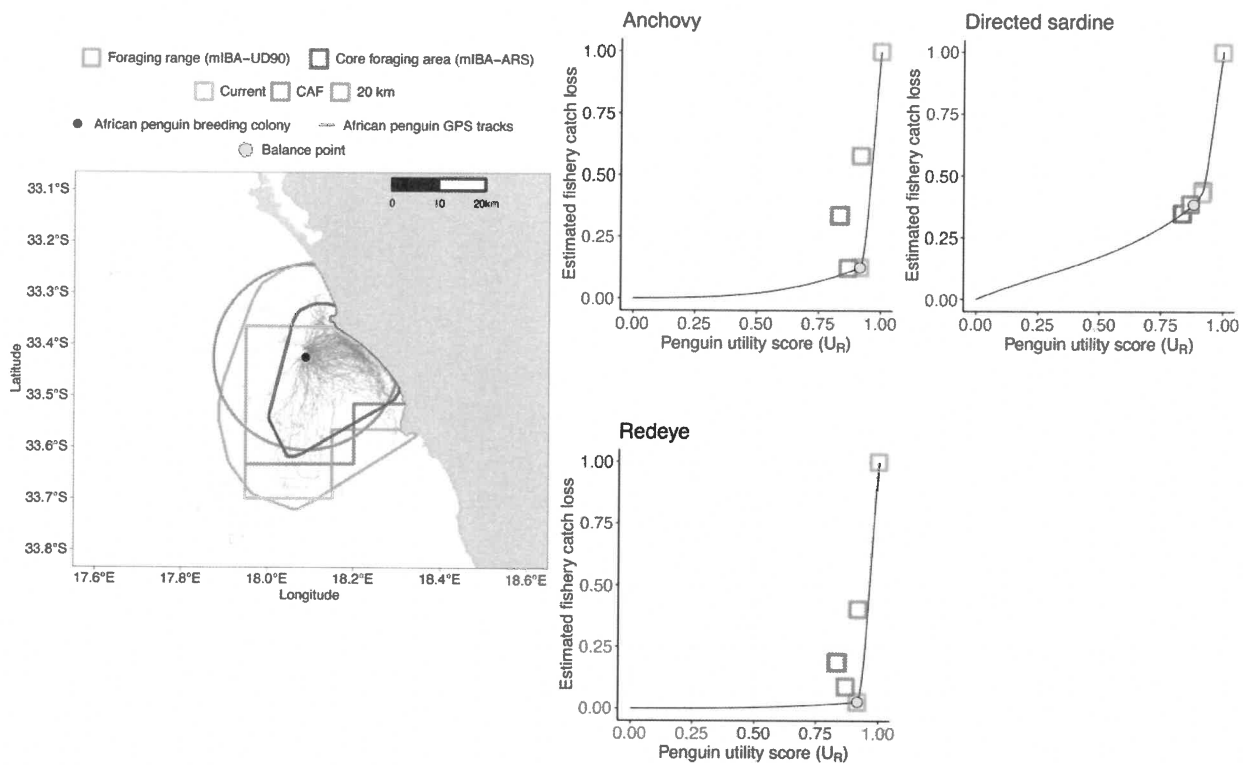 Foraging range (mIBA−UD90) Core foraging area (mIBA−ARS)
Current CAF 20 km
African penguin breeding colony African penguin GPS tracks
Balance point
33.1°S
33.2°S
33.3°S
33.4°S
33.5°S
33.6°S
33.7°S
33.8°S
Latitude
0 10 20km
17.6°E 17.8°E 18.0°E 18.2°E 18.4°E 18.6°E
Longitude
Anchovy
Estimated fishery catch loss
1.00
0.75
0.50
0.25
0.00
0.00 0.25 0.50 0.75 1.00
Penguin utility score (UR)
Directed sardine
Estimated fishery catch loss
1.00
0.75
0.50
0.25
0.00
0.00 0.25 0.50 0.75 1.00
Penguin utility score (UR)
Redeye
Estimated fishery catch loss
1.00
0.75
0.50
0.25
0.00
0.00 0.25 0.50 0.75 1.00
Penguin utility score (UR)